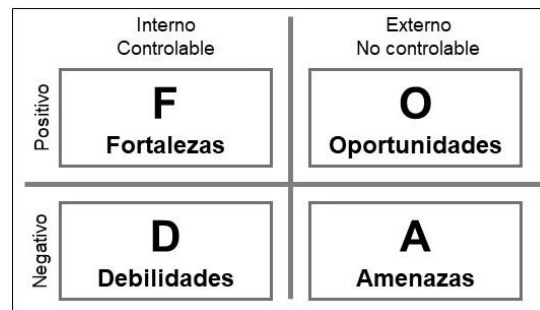 Interno
Controlable
Externo
No controlable
Positivo
F
Fortalezas
O
Oportunidades
Negativo
D
Debilidades
A
Amenazas